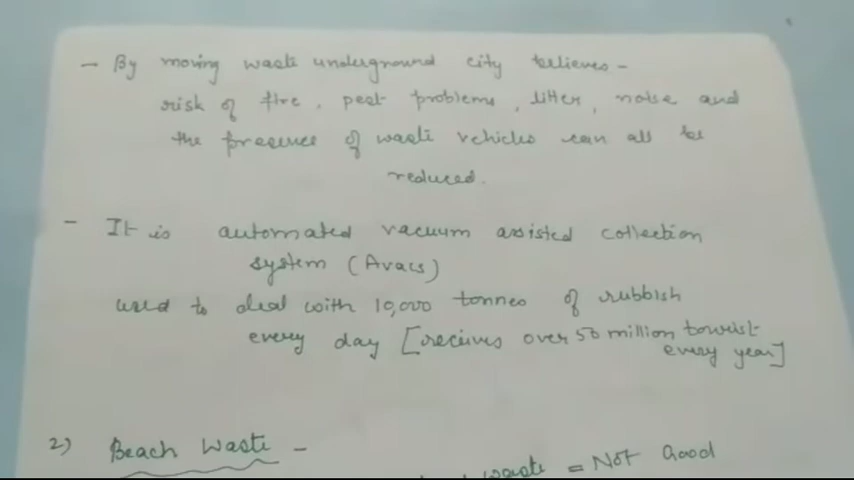 - By moving waste underground city believes -
risk of fire, pest problems, litter, noise and
the presence of waste vehicles can all be
reduced.
- It is automated vacuum assisted collection
system (Avacs)
used to deal with 10,000 tonnes of rubbish
every day [receives over 50 million tourist
every year]
2) Beach Waste -
waste = Not Good